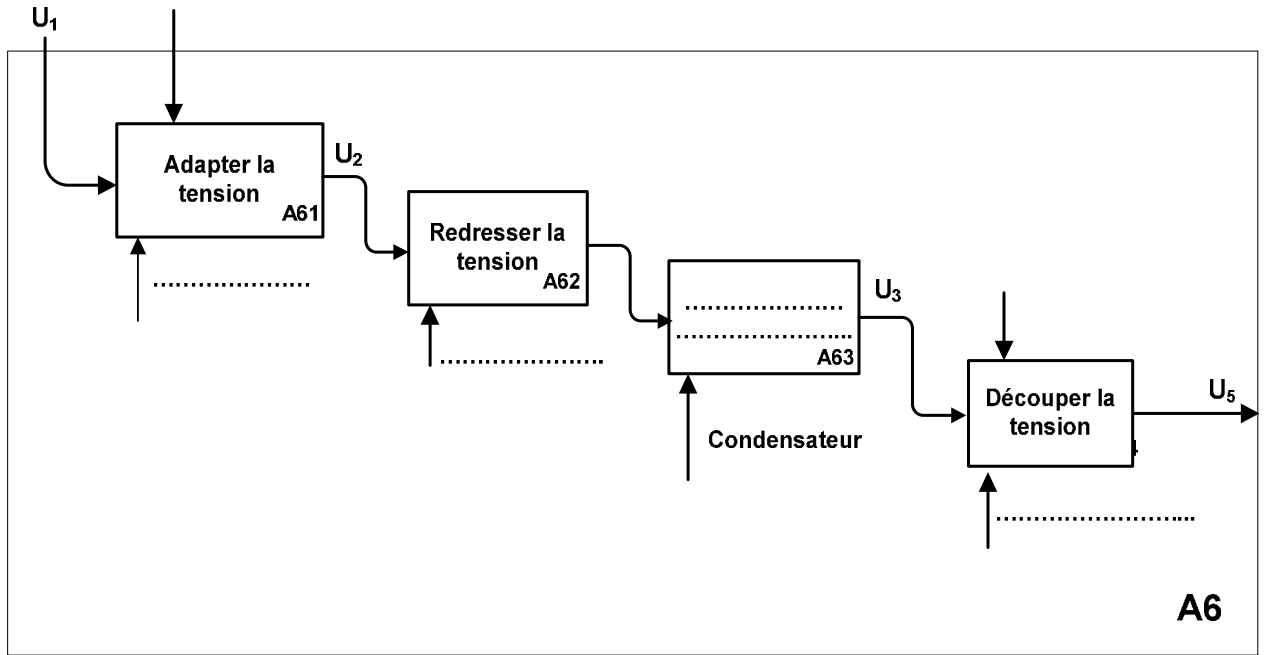 U₁
Adapter la
tension
A61
U₂
....................
Redresser la
tension
A62
....................
....................
....................
A63
U₃
Condensateur
Découper la
tension
U₅
....................
A6